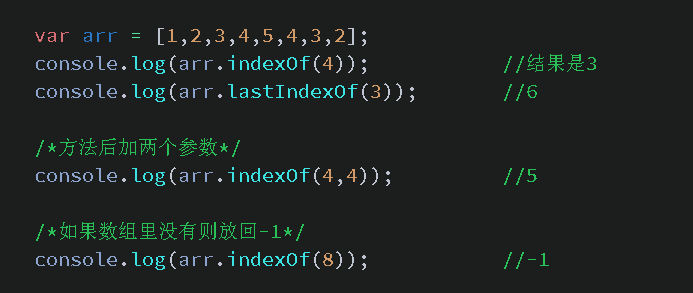 var arr = [1,2,3,4,5,4,3,2];
console.log(arr.indexOf(4)); //结果是3
console.log(arr.lastIndexOf(3)); //6
/*方法后加两个参数*/
console.log(arr.indexOf(4,4)); //5
/*如果数组里没有则放回-1*/
console.log(arr.indexOf(8)); //-1